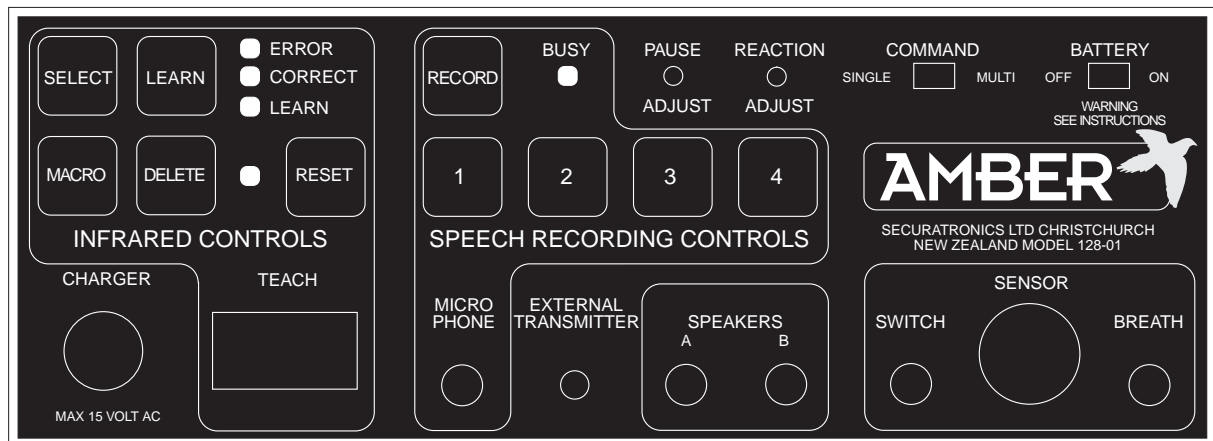 SELECT
LEARN
ERROR
CORRECT
LEARN
MACRO
DELETE
RESET
INFRARED CONTROLS
CHARGER
MAX 15 VOLT AC
TEACH
RECORD
BUSY
PAUSE
ADJUST
REACTION
ADJUST
1
2
3
4
SPEECH RECORDING CONTROLS
MICRO
PHONE
EXTERNAL
TRANSMITTER
SPEAKERS
A
B
COMMAND
SINGLE
MULTI
BATTERY
OFF
ON
WARNING
SEE INSTRUCTIONS
AMBER
SECURATRONICS LTD CHRISTCHURCH
NEW ZEALAND MODEL 128-01
SENSOR
SWITCH
BREATH